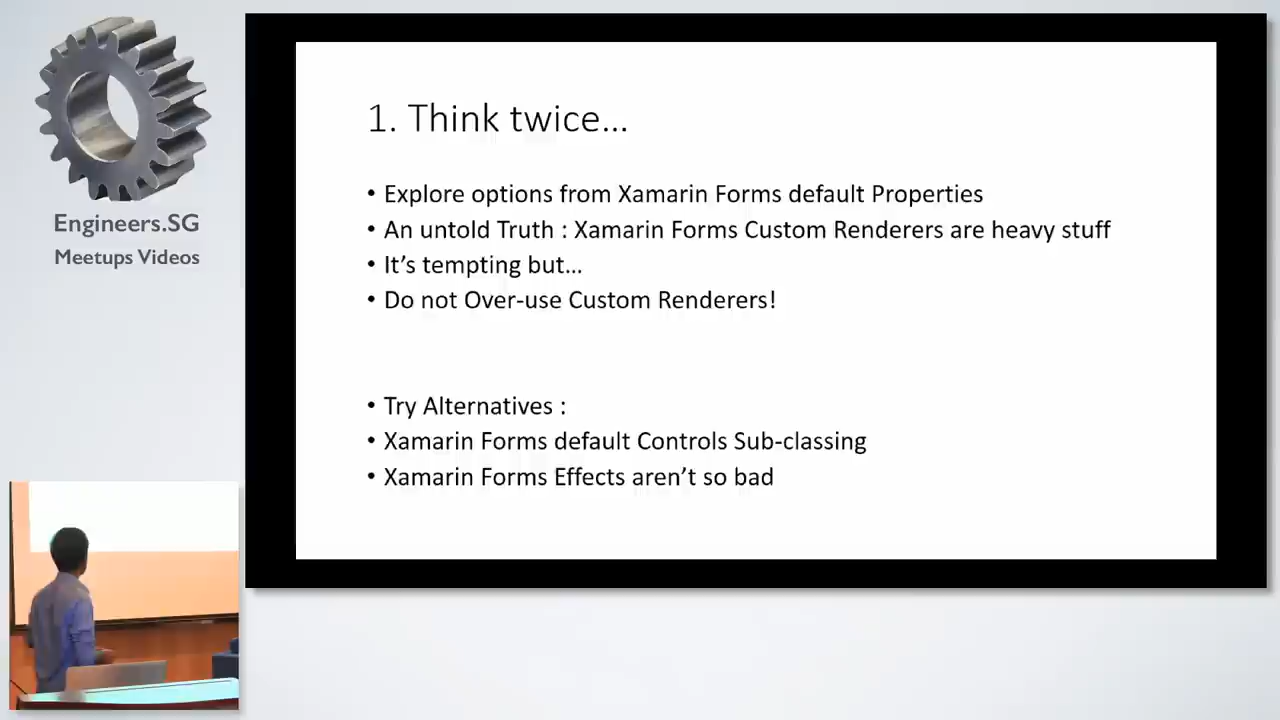 Engineers.SG
Meetups Videos
1. Think twice...
• Explore options from Xamarin Forms default Properties
• An untold Truth : Xamarin Forms Custom Renderers are heavy stuff
• It's tempting but...
• Do not Over-use Custom Renderers!
• Try Alternatives :
• Xamarin Forms default Controls Sub-classing
• Xamarin Forms Effects aren't so bad